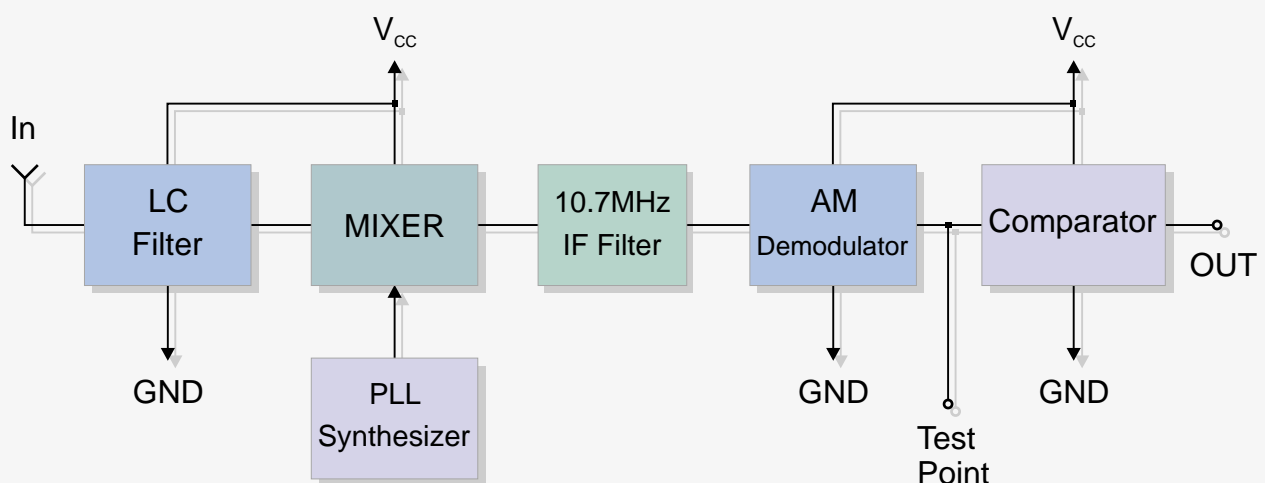 V_CC
V_CC
In
LC
Filter
MIXER
10.7MHz
IF Filter
AM
Demodulator
Comparator
OUT
GND
PLL
Synthesizer
GND
GND
Test
Point